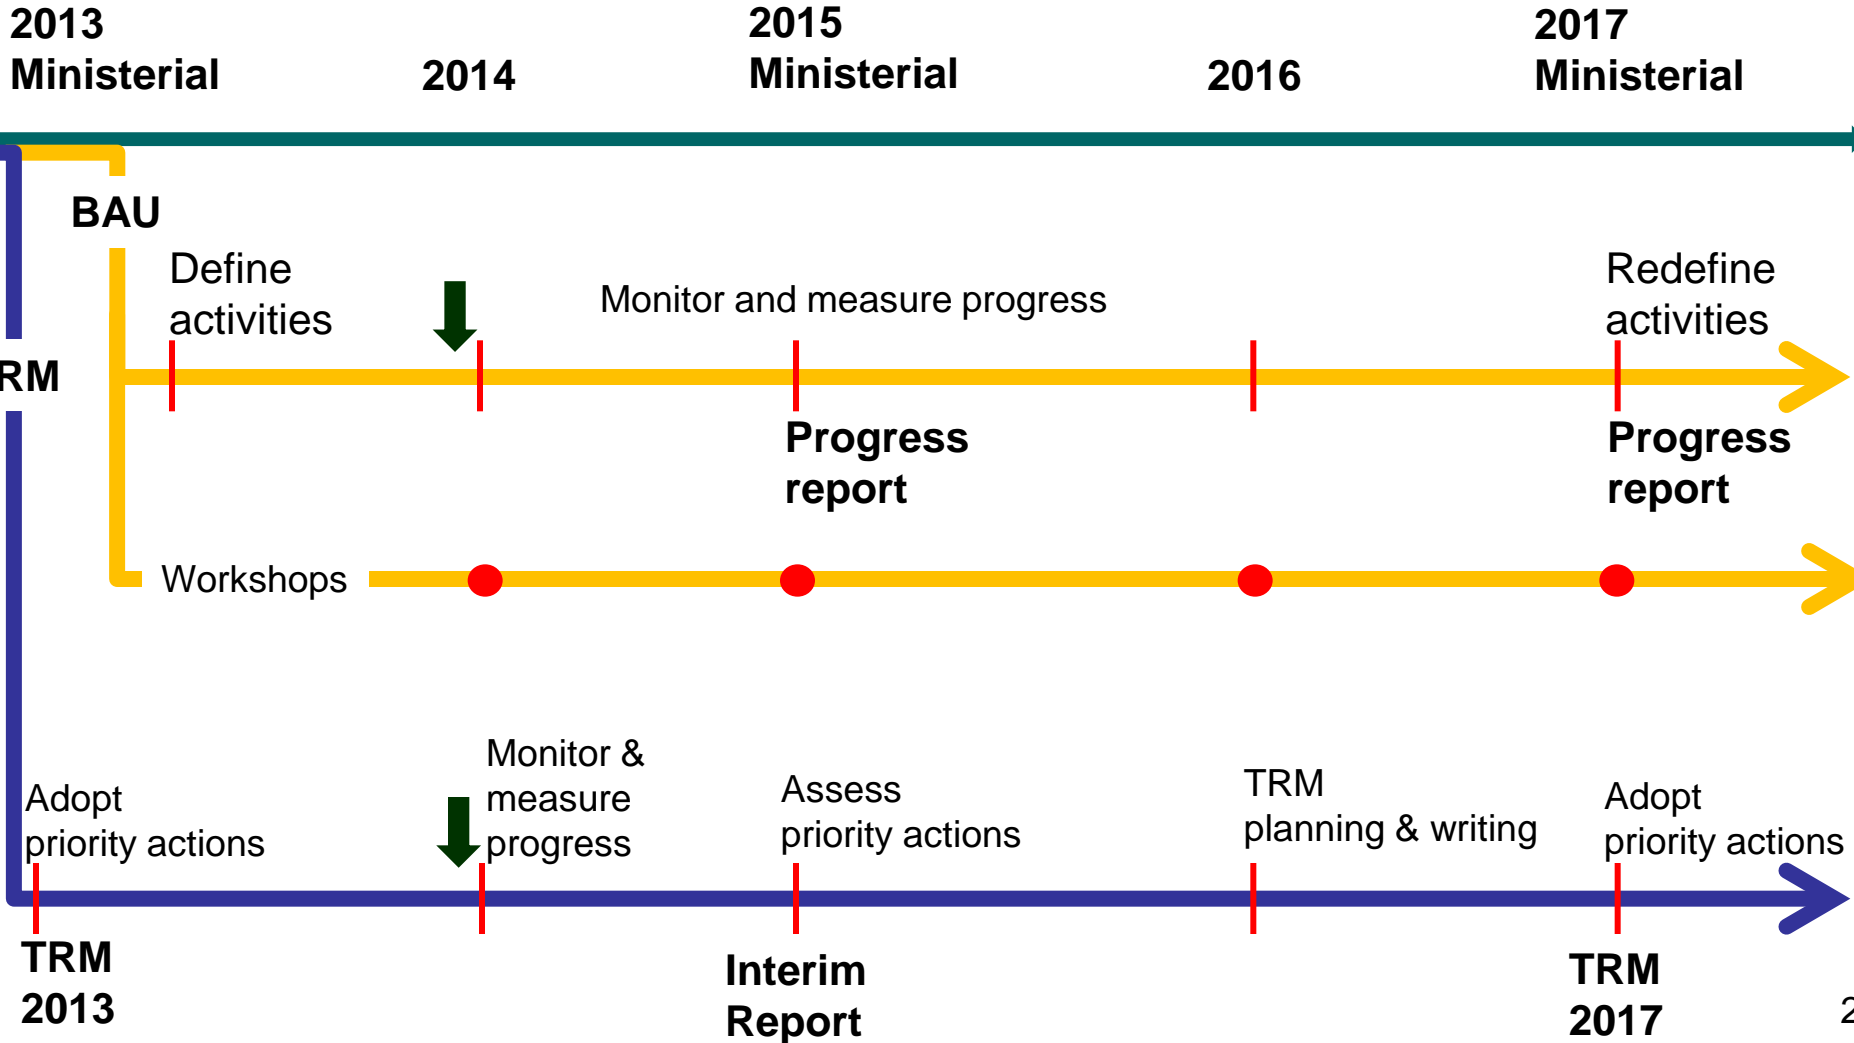 2013
Ministerial
2014
2015
Ministerial
2016
2017
Ministerial
BAU
Define
activities
Monitor and measure progress
Redefine
activities
RM
Progress
report
Progress
report
Workshops
Adopt
priority actions
Monitor &
measure
progress
Assess
priority actions
TRM
planning & writing
Adopt
priority actions
TRM
2013
Interim
Report
TRM
2017
2